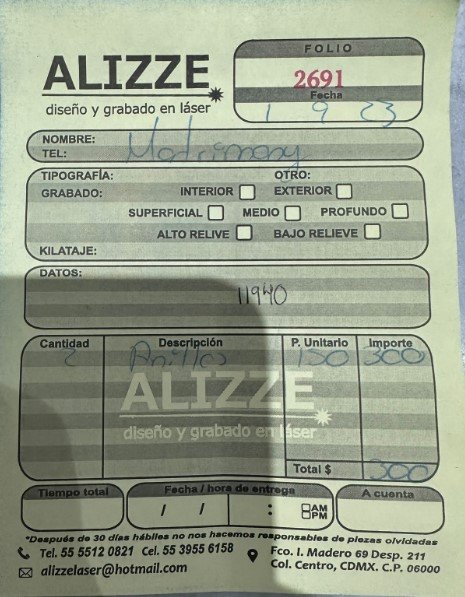 ALIZZE
diseño y grabado en láser
FOLIO
2691
Fecha
1 9 23
NOMBRE:
TEL:
TIPOGRAFÍA: OTRO:
GRABADO: INTERIOR EXTERIOR
SUPERFICIAL MEDIO PROFUNDO
ALTO RELIVE BAJO RELIEVE
KILATAJE:
DATOS:
11940
Cantidad Descripción P. Unitario Importe
2 Anillos 150 300
ALIZZE
diseño y grabado en láser
Total $ 300
Tiempo total Fecha / hora de entrega A cuenta
/ / : AM
PM
*Después de 30 días hábiles no nos hacemos responsables de piezas olvidadas
Tel. 55 5512 0821 Cel. 55 3955 6158
alizzelaser@hotmail.com
Fco. I. Madero 69 Desp. 211
Col. Centro, CDMX. C.P. 06000